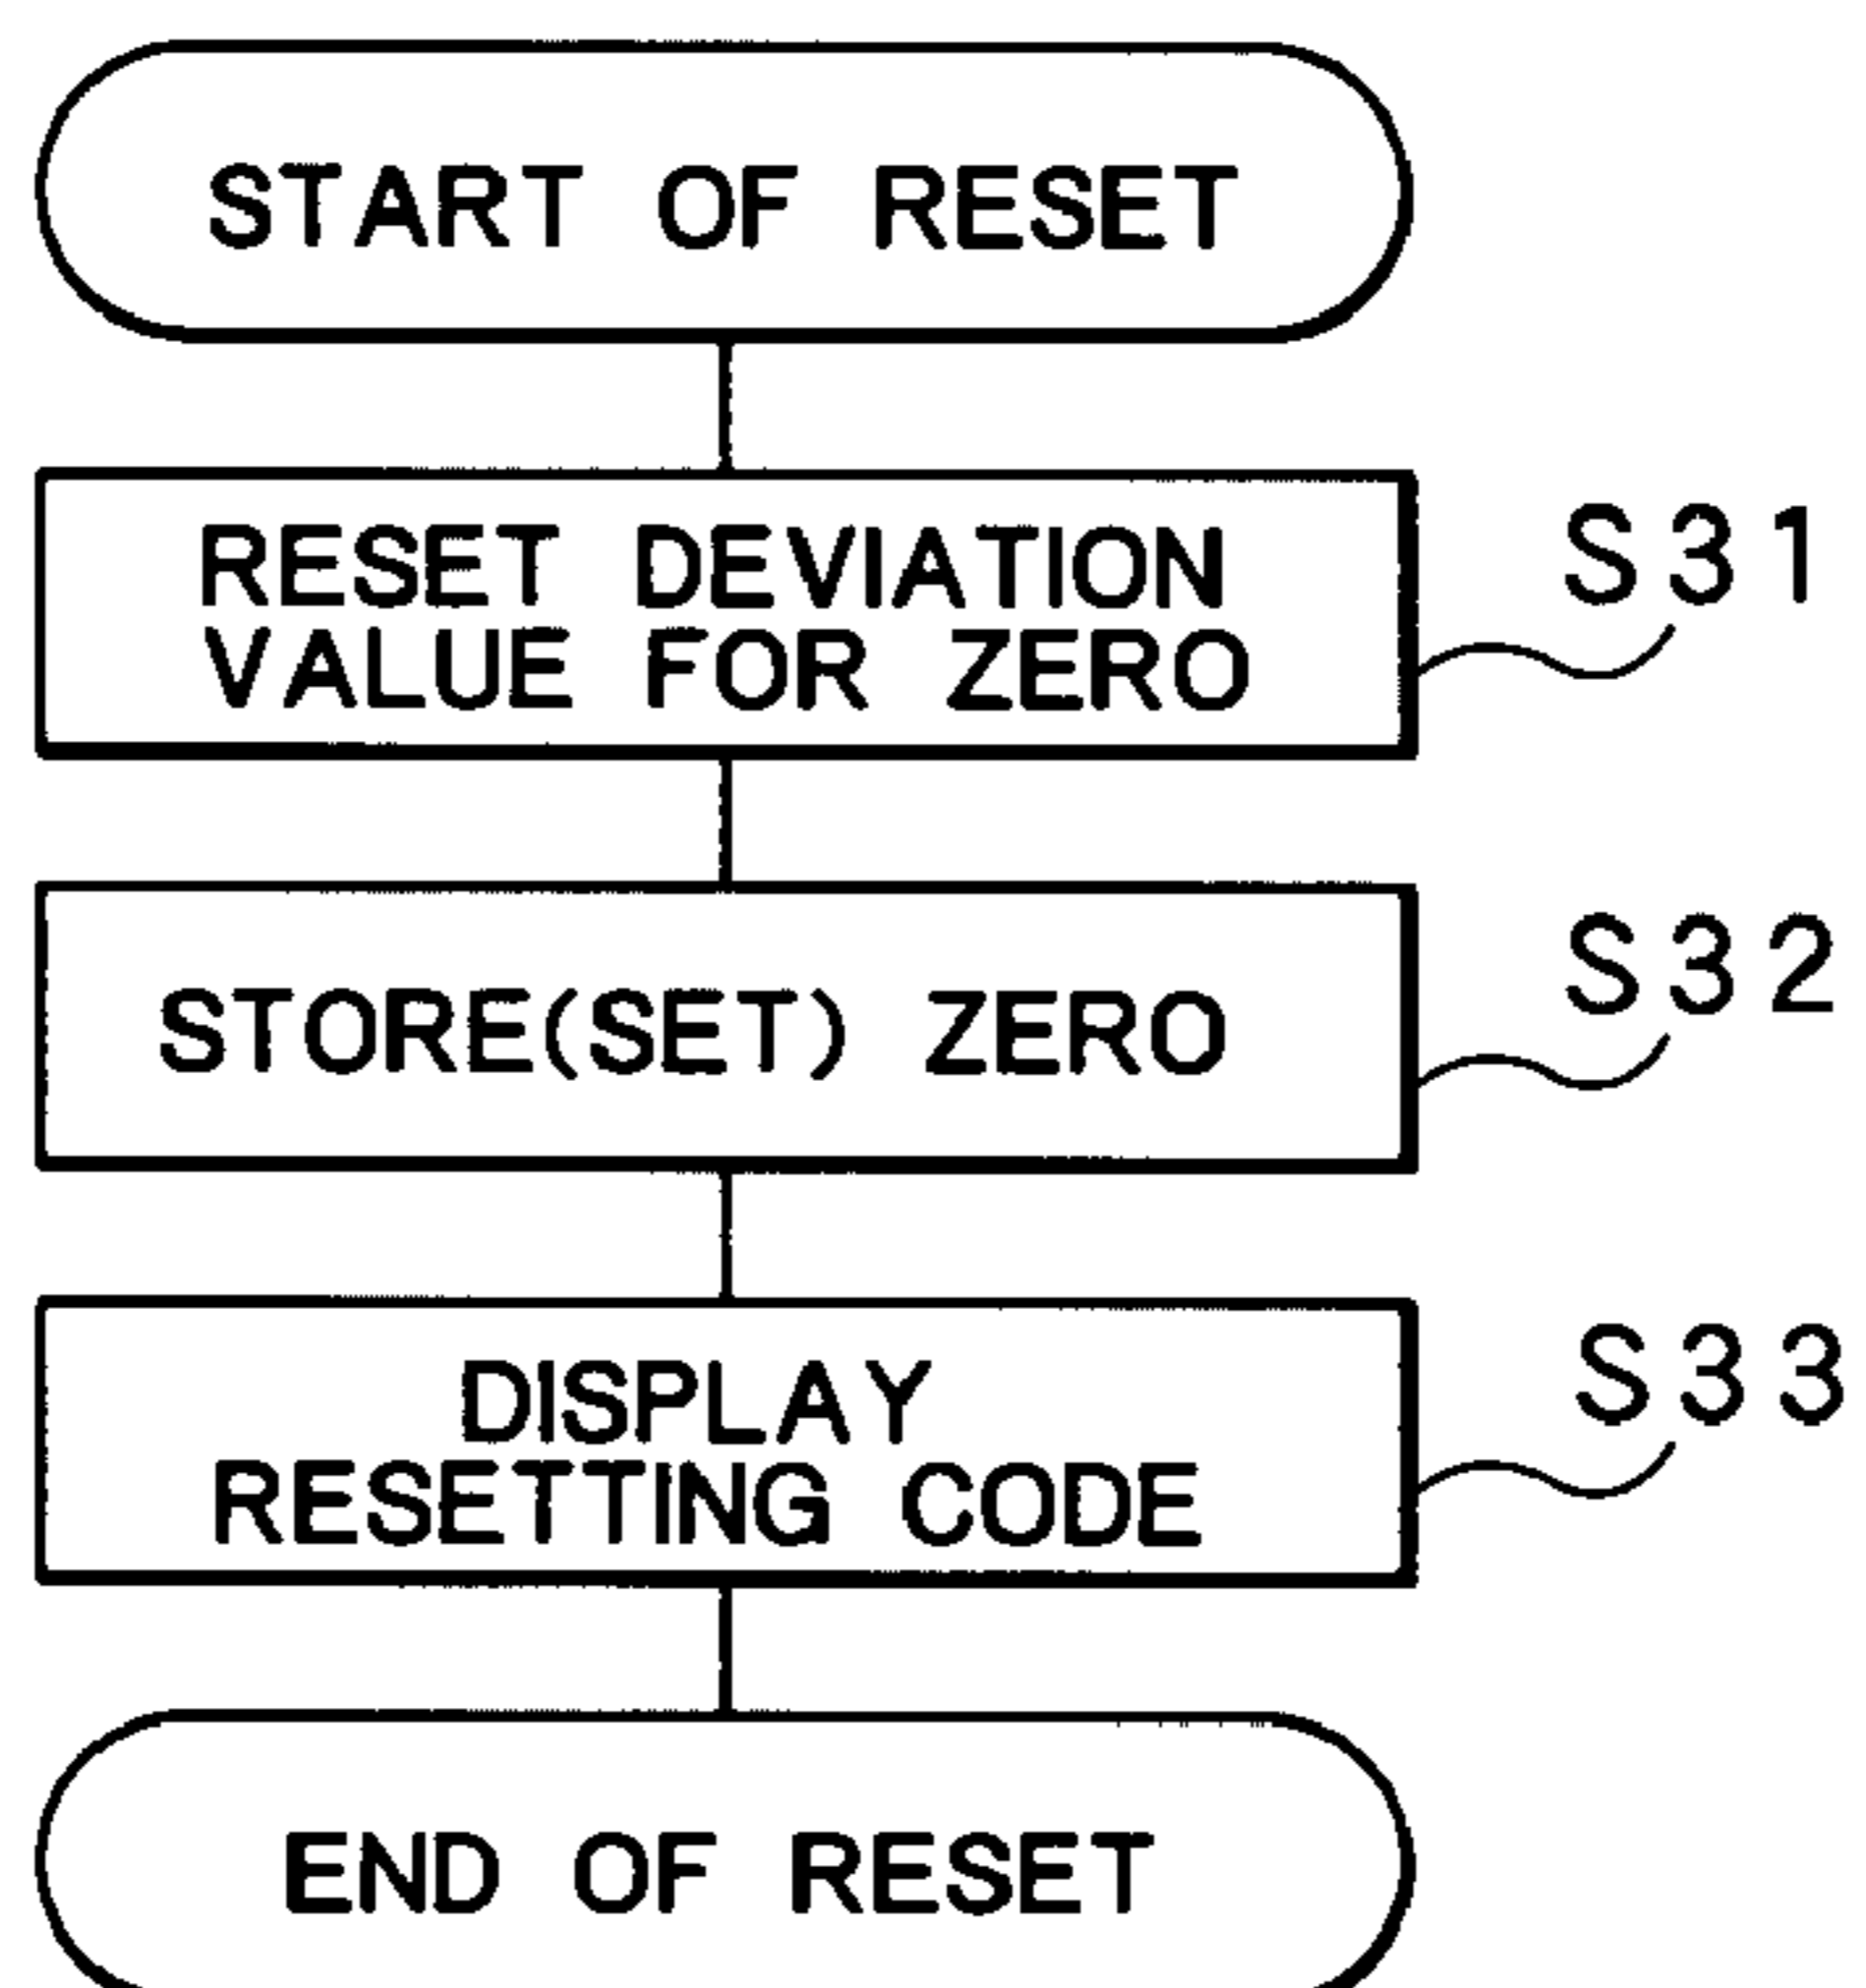 START OF RESET
RESET DEVIATION
VALUE FOR ZERO
S31
STORE(SET) ZERO
S32
DISPLAY
RESETTING CODE
S33
END OF RESET